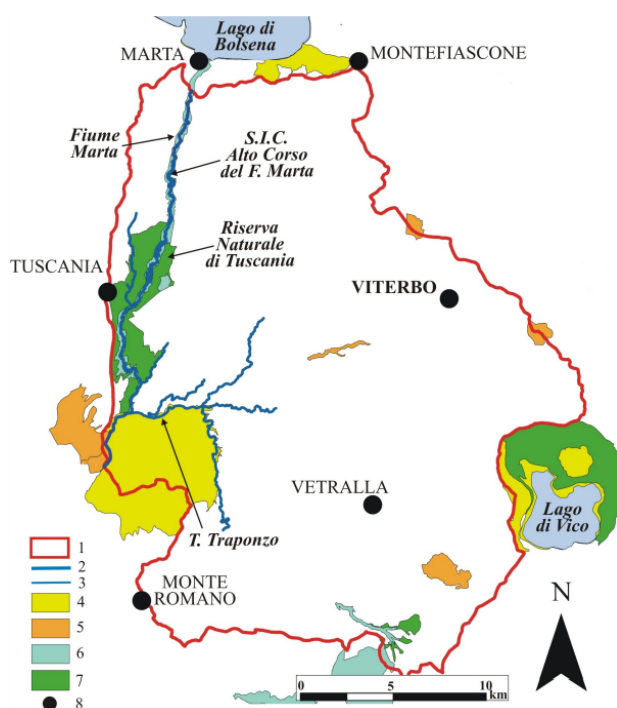 Lago di
Bolsena
MARTA
MONTEFIASCONE
Fiume
Marta
S.I.C.
Alto Corso
del F. Marta
Riserva
Naturale
di Tuscania
TUSCANIA
VITERBO
VETRALLA
Lago
di Vico
T. Traponzo
MONTE
ROMANO
1
2
3
4
5
6
7
8
N
0 5 10
km